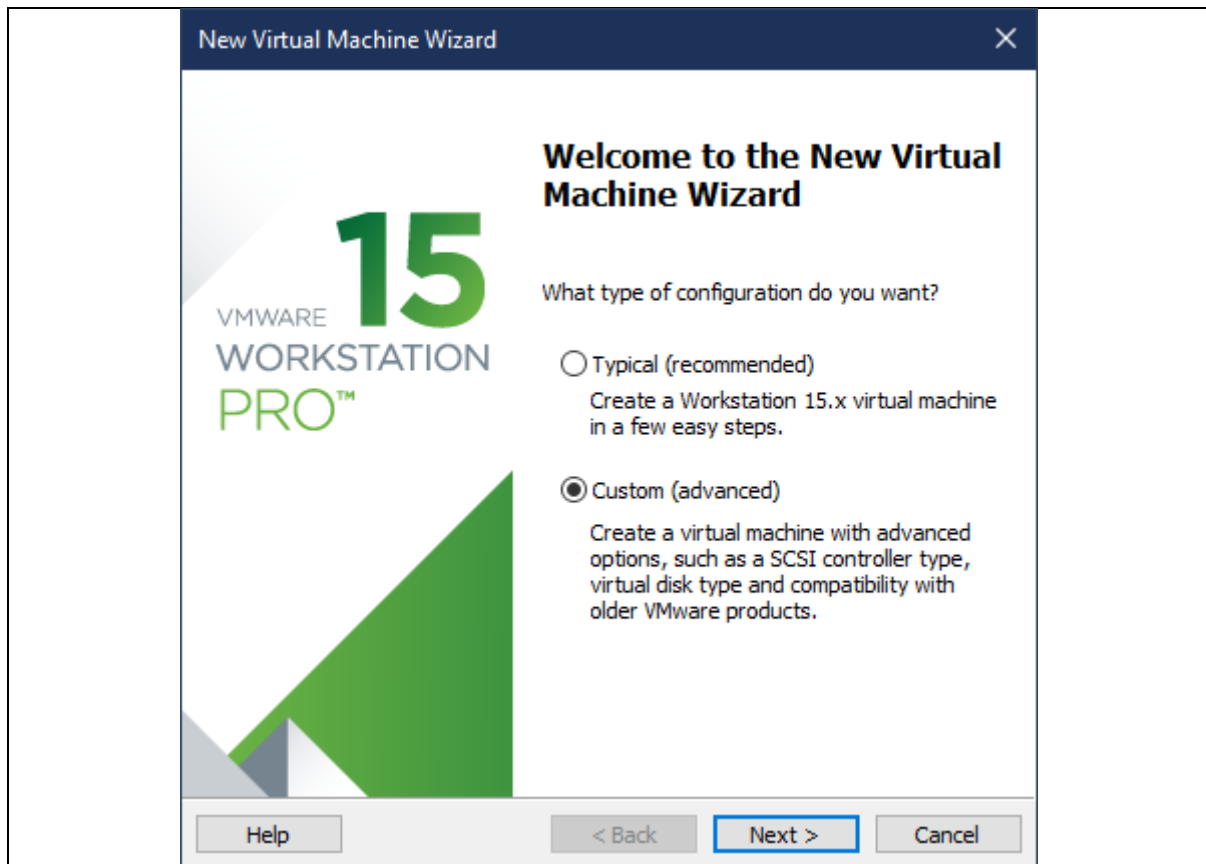 New Virtual Machine Wizard
15
VMWARE
WORKSTATION
PRO™
Welcome to the New Virtual
Machine Wizard
What type of configuration do you want?
Typical (recommended)
Create a Workstation 15.x virtual machine
in a few easy steps.
Custom (advanced)
Create a virtual machine with advanced
options, such as a SCSI controller type,
virtual disk type and compatibility with
older VMware products.
Help
< Back
Next >
Cancel